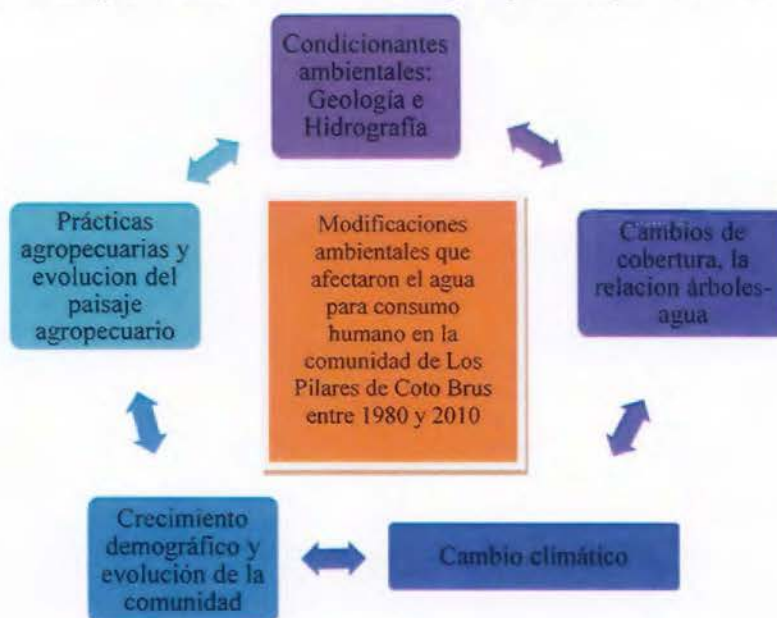 Condicionantes
ambientales:
Geología e
Hidrografía
Prácticas
agropecuarias y
evolucion del
paisaje
agropecuario
Modificaciones
ambientales que
afectaron el agua
para consumo
humano en la
comunidad de Los
Pilares de Coto Brus
entre 1980 y 2010
Cambios de
cobertura, la
relacion árboles-
agua
Crecimiento
demográfico y
evolución de la
comunidad
Cambio climático